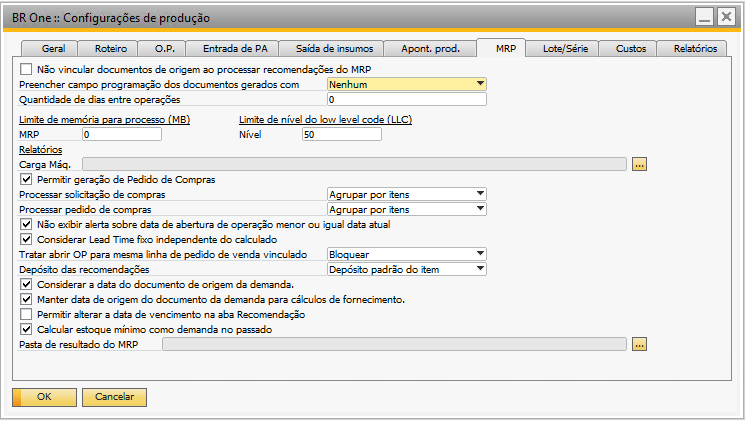 BR One :: Configurações de produção
Geral Roteiro O.P. Entrada de PA Saída de insumos Apont. prod. MRP Lote/Série Custos Relatórios
Não vincular documentos de origem ao processar recomendações do MRP
Preencher campo programação dos documentos gerados com Nenhum
Quantidade de dias entre operações 0
Limite de memória para processo (MB) Limite de nível do low level code (LLC)
MRP 0 Nível 50
Relatórios
Carga Máq. ...
Permitir geração de Pedido de Compras
Processar solicitação de compras Agrupar por itens
Processar pedido de compras Agrupar por itens
Não exibir alerta sobre data de abertura de operação menor ou igual data atual
Considerar Lead Time fixo independente do calculado
Tratar abrir OP para mesma linha de pedido de venda vinculado Bloquear
Depósito das recomendações Depósito padrão do item
Considerar a data do documento de origem da demanda.
Manter data de origem do documento da demanda para cálculos de fornecimento.
Permitir alterar a data de vencimento na aba Recomendação
Calcular estoque mínimo como demanda no passado
Pasta de resultado do MRP ...
OK Cancelar